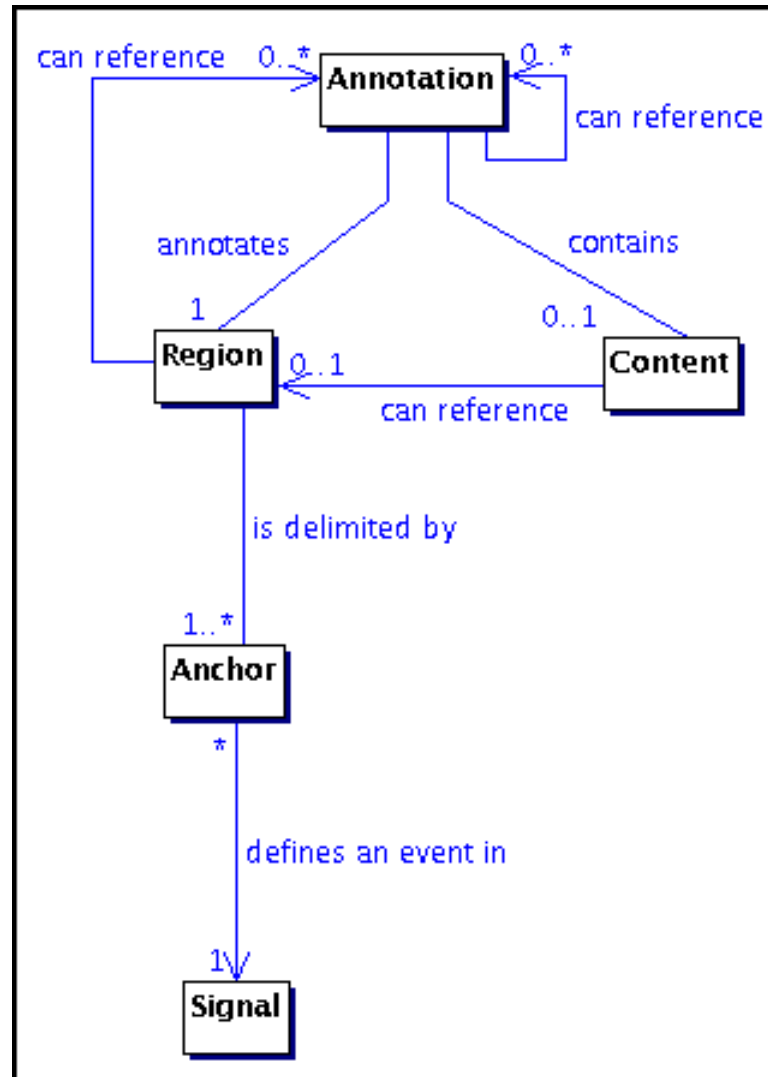 can reference 0..*
0..*
Annotation
can reference
annotates
contains
1
0..1
Region
0..1
Content
can reference
is delimited by
1..*
Anchor
*
defines an event in
1
Signal